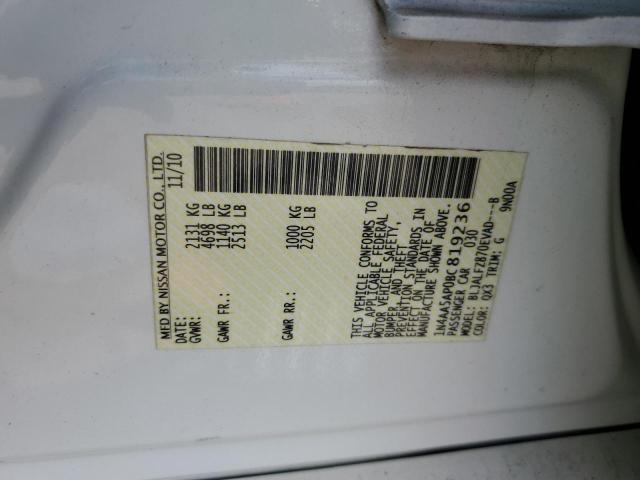 MFD BY NISSAN MOTOR CO., LTD.
DATE: 11/10
GVWR: 2131 KG
4698 LB
GAWR FR.: 1140 KG
2513 LB
GAWR RR.: 1000 KG
2205 LB
THIS VEHICLE CONFORMS TO
ALL APPLICABLE FEDERAL
MOTOR VEHICLE SAFETY,
BUMPER, AND THEFT
PREVENTION STANDARDS IN
EFFECT ON THE DATE OF
MANUFACTURE SHOWN ABOVE.
1N4AA5AP0BC819236
PASSENGER CAR 030
MODEL: BLJALFZB70EVAD---B
COLOR: QX3 TRIM: G 9N00A